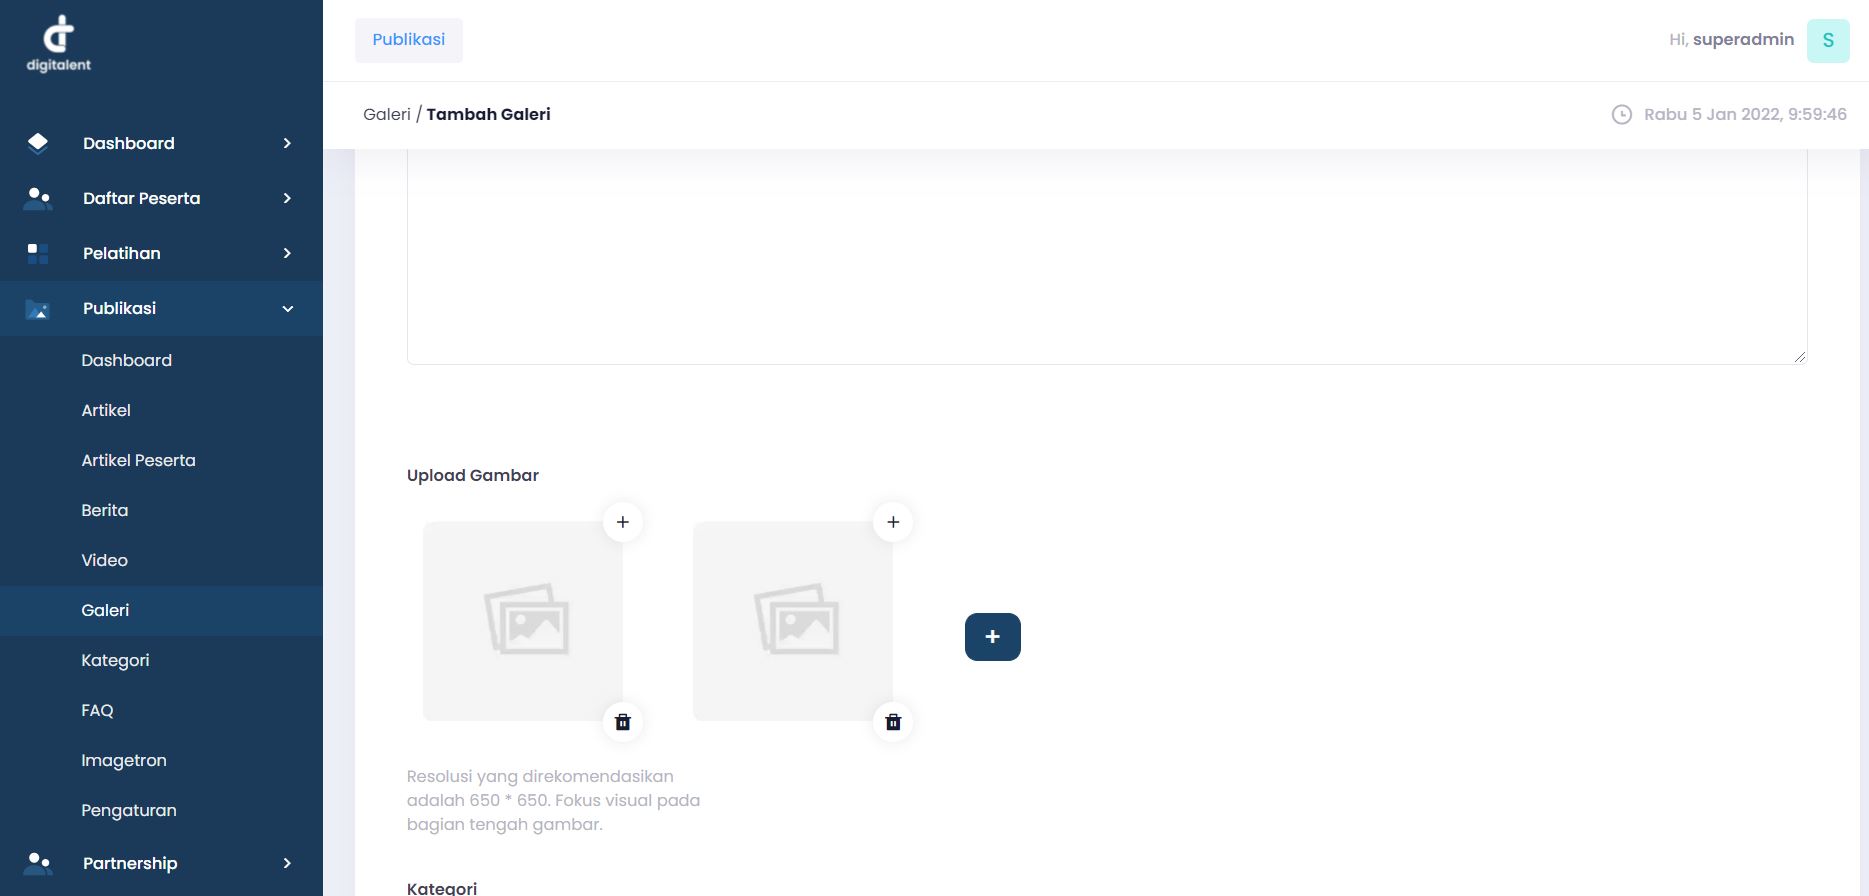 digitalent
Publikasi
Hi, superadmin
S
Galeri / Tambah Galeri
Rabu 5 Jan 2022, 9:59:46
Dashboard
Daftar Peserta
Pelatihan
Publikasi
Dashboard
Artikel
Artikel Peserta
Berita
Video
Galeri
Kategori
FAQ
Imagetron
Pengaturan
Partnership
Upload Gambar
+
+
+
Resolusi yang direkomendasikan
adalah 650 * 650. Fokus visual pada
bagian tengah gambar.
Kategori